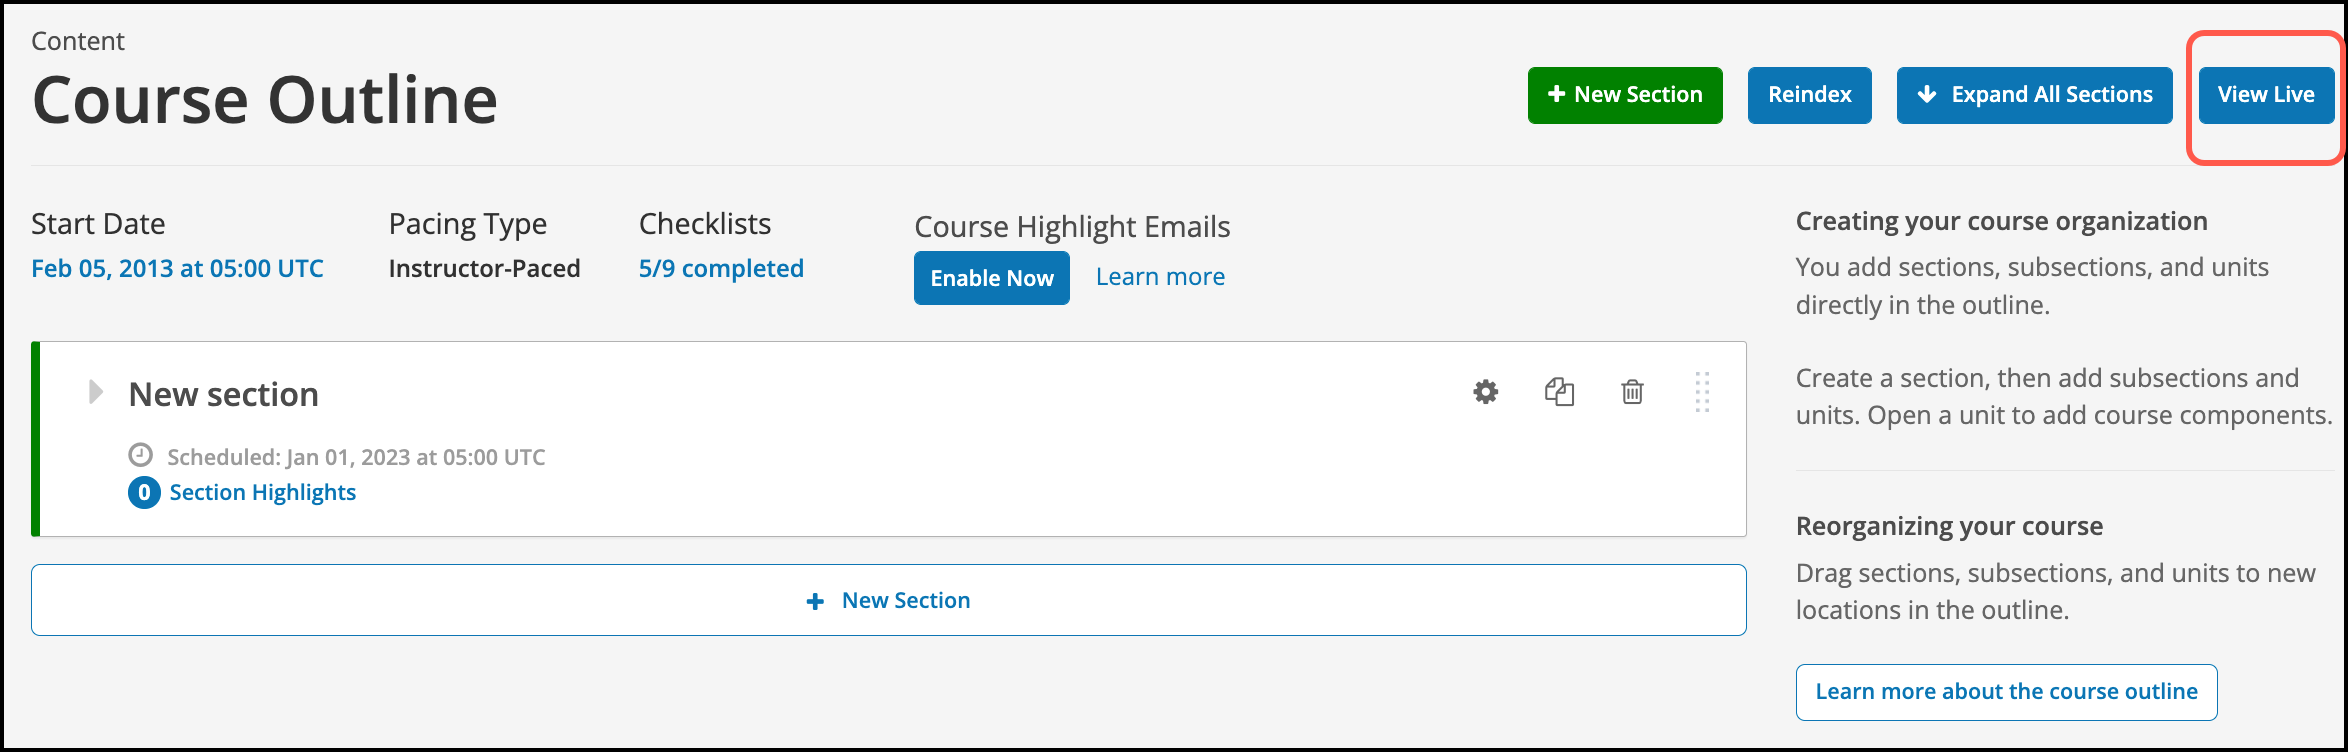 Content
Course Outline
New Section
Reindex
Expand All Sections
View Live
Start Date
Feb 05, 2013 at 05:00 UTC
Pacing Type
Instructor-Paced
Checklists
5/9 completed
Course Highlight Emails
Enable Now
Learn more
New section
Scheduled: Jan 01, 2023 at 05:00 UTC
0 Section Highlights
New Section
Creating your course organization
You add sections, subsections, and units
directly in the outline.
Create a section, then add subsections and
units. Open a unit to add course components.
Reorganizing your course
Drag sections, subsections, and units to new
locations in the outline.
Learn more about the course outline